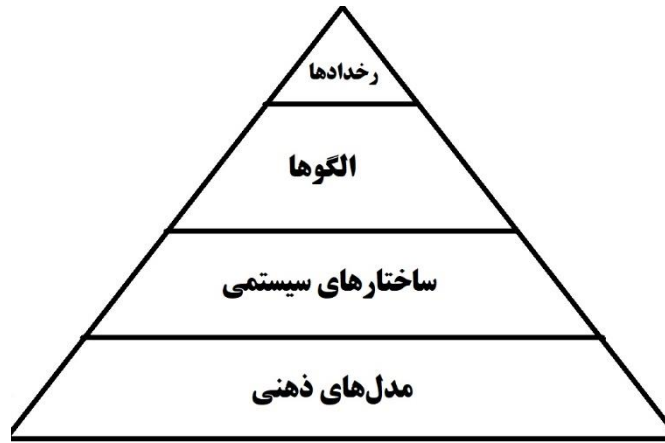 رخدادها
الگوها
ساختارهای سیستمی
مدل‌های ذهنی